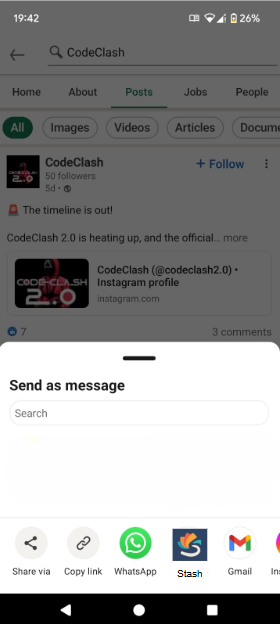 19:42
26%
CodeClash
Home About Posts Jobs People
All Images Videos Articles
CodeClash
50 followers
+ Follow
5d •
🚨 The timeline is out!
CodeClash 2.0 is heating up, and the official... more
CODE-CLASH
2.0
CodeClash (@codeclash2.0) •
Instagram profile
instagram.com
7
3 comments
Send as message
Search
Share via Copy link WhatsApp Stash Gmail